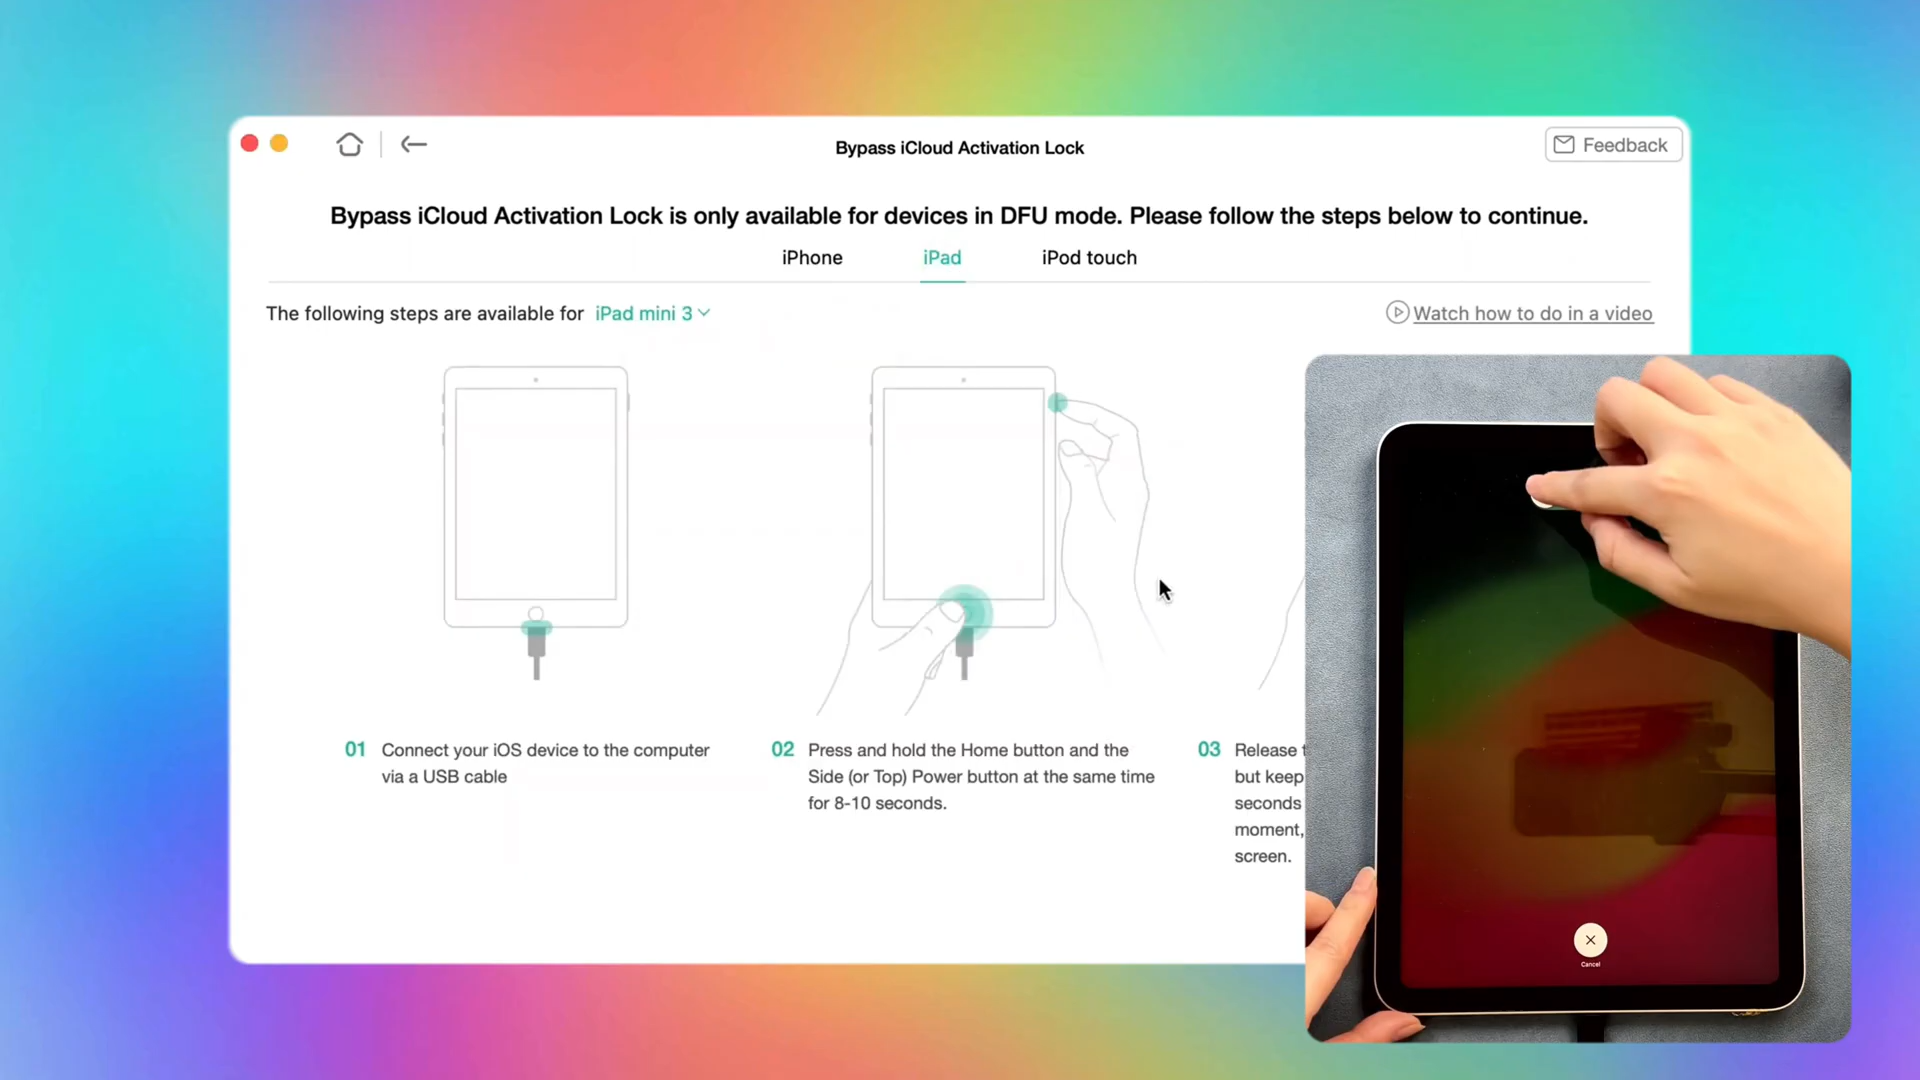 Bypass iCloud Activation Lock
Feedback
Bypass iCloud Activation Lock is only available for devices in DFU mode. Please follow the steps below to continue.
iPhone
iPad
iPod touch
The following steps are available for iPad mini 3
Watch how to do in a video
01 Connect your iOS device to the computer
via a USB cable
02 Press and hold the Home button and the
Side (or Top) Power button at the same time
for 8-10 seconds.
03 Release
but keep
seconds
moment,
screen.
Cancel